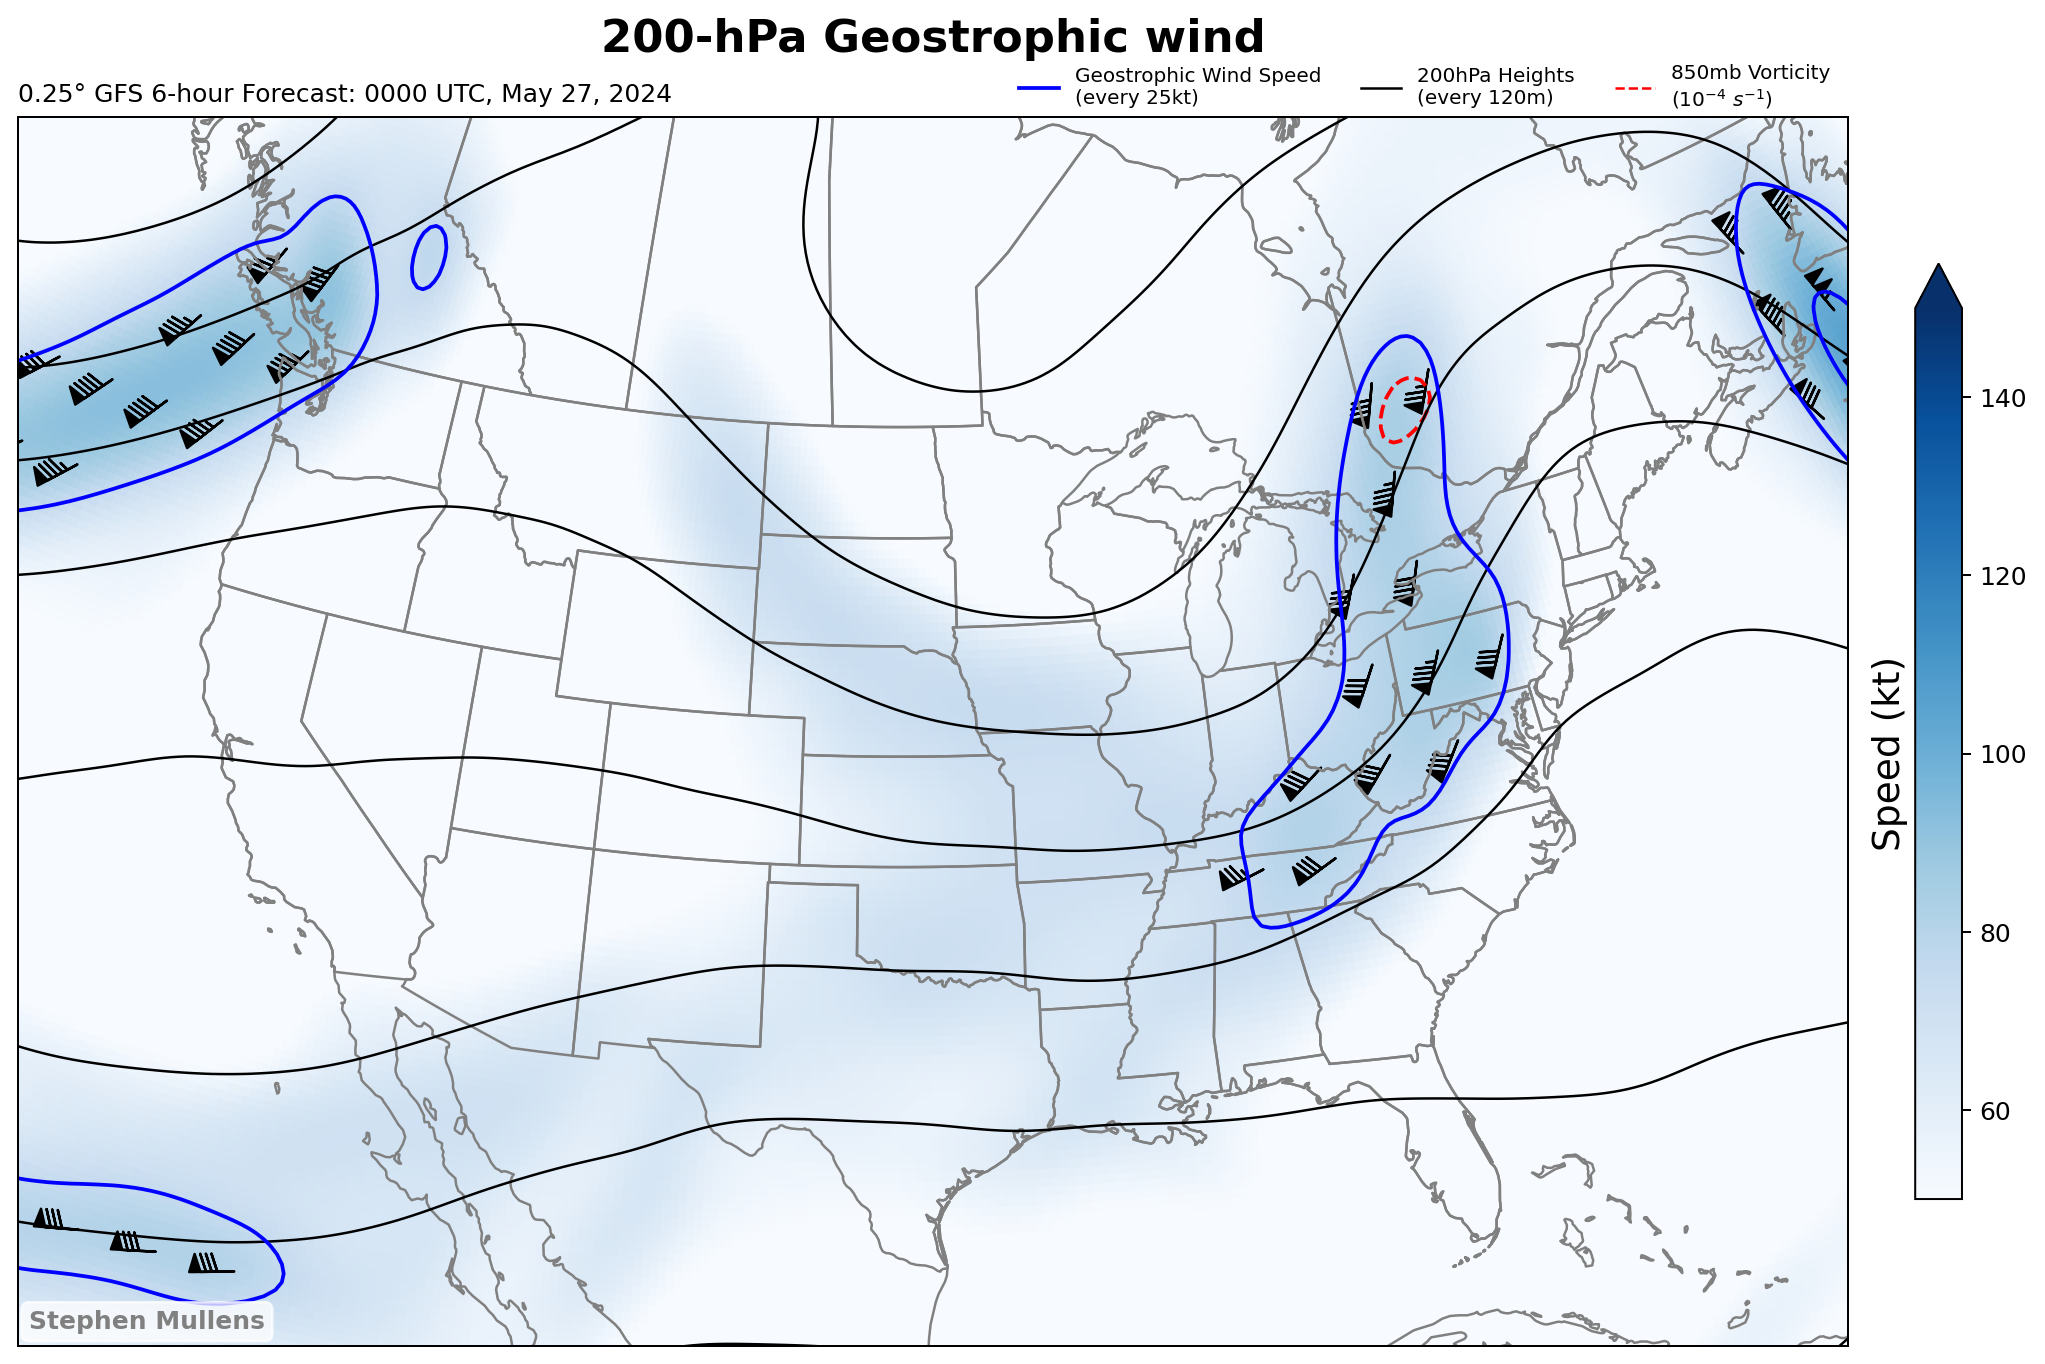 200-hPa Geostrophic wind
0.25° GFS 6-hour Forecast: 0000 UTC, May 27, 2024
Geostrophic Wind Speed
(every 25kt)
200hPa Heights
(every 120m)
850mb Vorticity
(10⁻⁴ s⁻¹)
140
120
100
80
60
Speed (kt)
Stephen Mullens